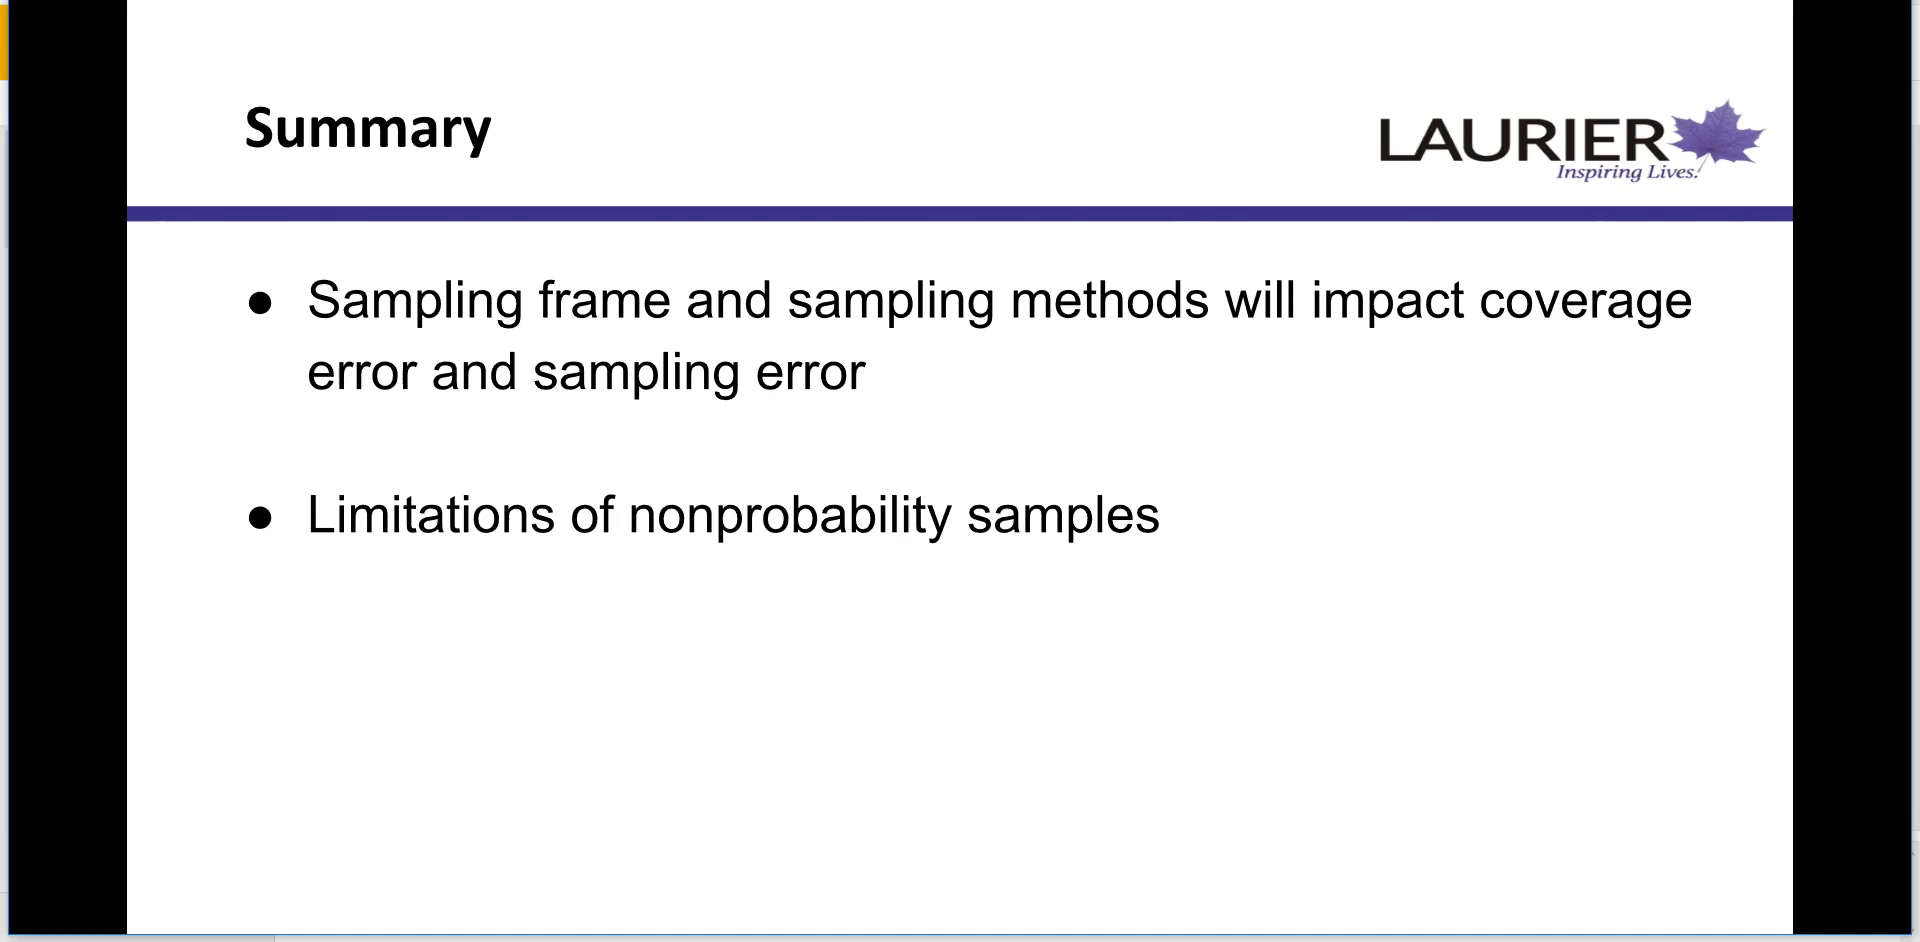 Summary
LAURIER
Inspiring Lives.
● Sampling frame and sampling methods will impact coverage
error and sampling error
● Limitations of nonprobability samples